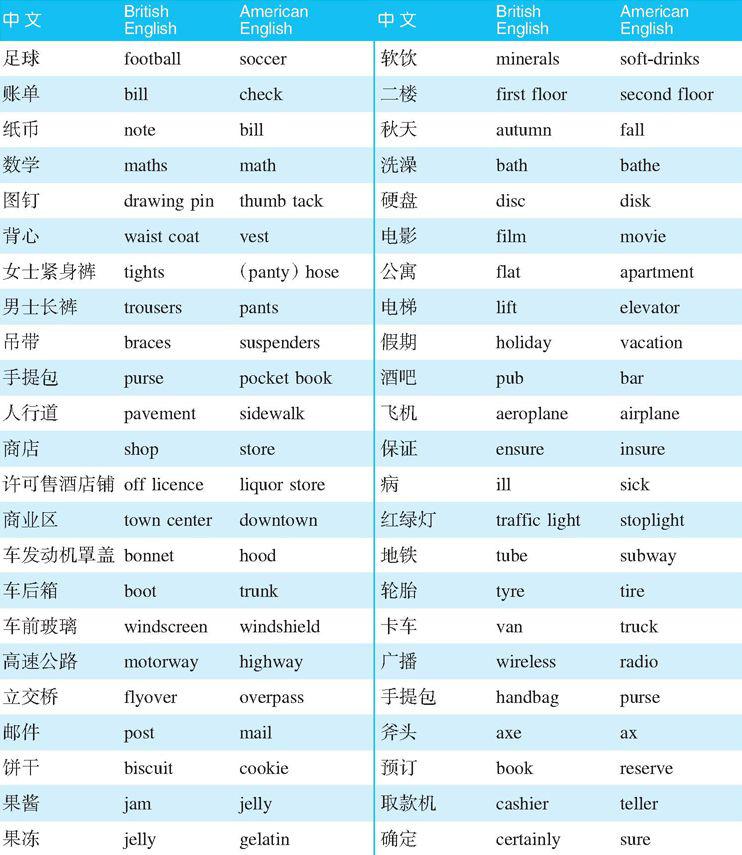 中文 British English American English 中文 British English American English
足球 football soccer 软饮 minerals soft-drinks
账单 bill check 二楼 first floor second floor
纸币 note bill 秋天 autumn fall
数学 maths math 洗澡 bath bathe
图钉 drawing pin thumb tack 硬盘 disc disk
背心 waist coat vest 电影 film movie
女士紧身裤 tights （panty）hose 公寓 flat apartment
男士长裤 trousers pants 电梯 lift elevator
吊带 braces suspenders 假期 holiday vacation
手提包 purse pocket book 酒吧 pub bar
人行道 pavement sidewalk 飞机 aeroplane airplane
商店 shop store 保证 ensure insure
许可售酒店铺 off licence liquor store 病 ill sick
商业区 town center downtown 红绿灯 traffic light stoplight
车发动机罩盖 bonnet hood 地铁 tube subway
车后箱 boot trunk 轮胎 tyre tire
车前玻璃 windscreen windshield 卡车 van truck
高速公路 motorway highway 广播 wireless radio
立交桥 flyover overpass 手提包 handbag purse
邮件 post mail 斧头 axe ax
饼干 biscuit cookie 预订 book reserve
果酱 jam jelly 取款机 cashier teller
果冻 jelly gelatin 确定 certainly sure